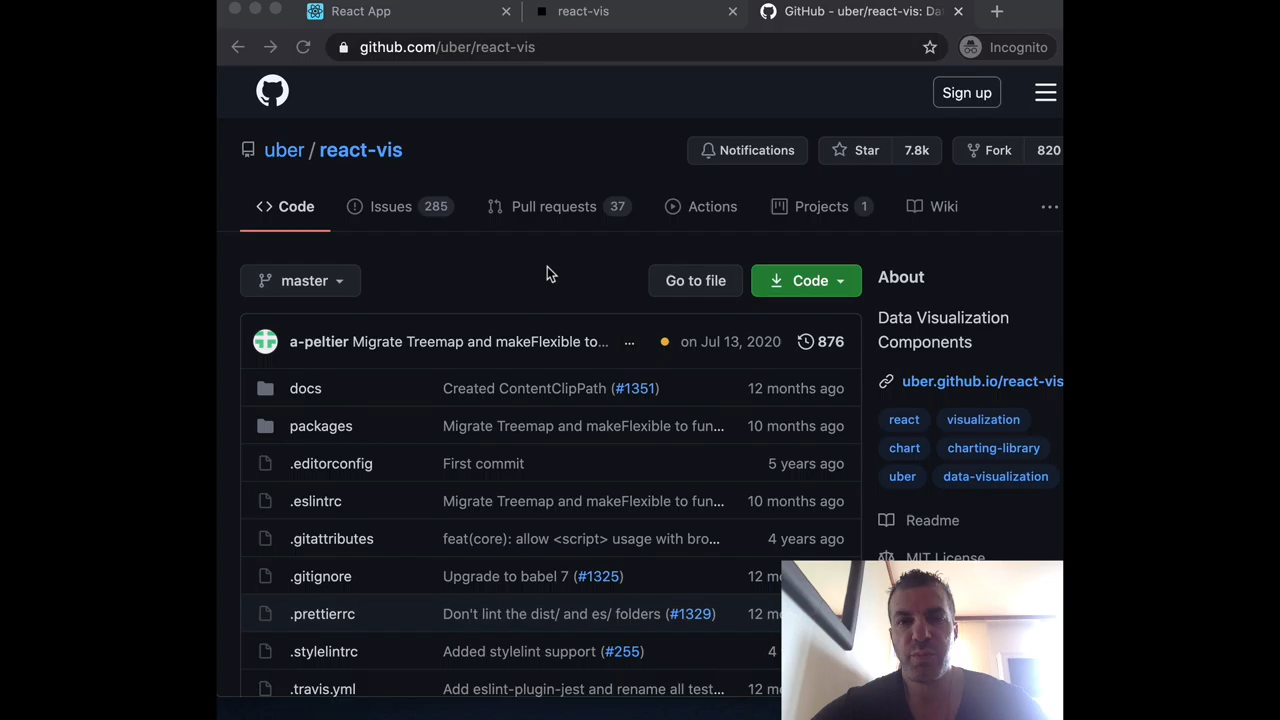 React App
react-vis
GitHub - uber/react-vis: Da
github.com/uber/react-vis
Incognito
Sign up
uber / react-vis
Notifications
Star 7.8k
Fork 820
Code
Issues 285
Pull requests 37
Actions
Projects 1
Wiki
master
Go to file
Code
About
Data Visualization
Components
uber.github.io/react-vis
react
visualization
chart
charting-library
uber
data-visualization
Readme
MIT License
a-peltier Migrate Treemap and makeFlexible to... ... on Jul 13, 2020 876
docs Created ContentClipPath (#1351) 12 months ago
packages Migrate Treemap and makeFlexible to fun... 10 months ago
.editorconfig First commit 5 years ago
.eslintrc Migrate Treemap and makeFlexible to fun... 10 months ago
.gitattributes feat(core): allow <script> usage with bro... 4 years ago
.gitignore Upgrade to babel 7 (#1325) 12 m
.prettierrc Don't lint the dist/ and es/ folders (#1329) 12 m
.stylelintrc Added stylelint support (#255) 4
.travis.yml Add eslint-plugin-jest and rename all test... 12 m